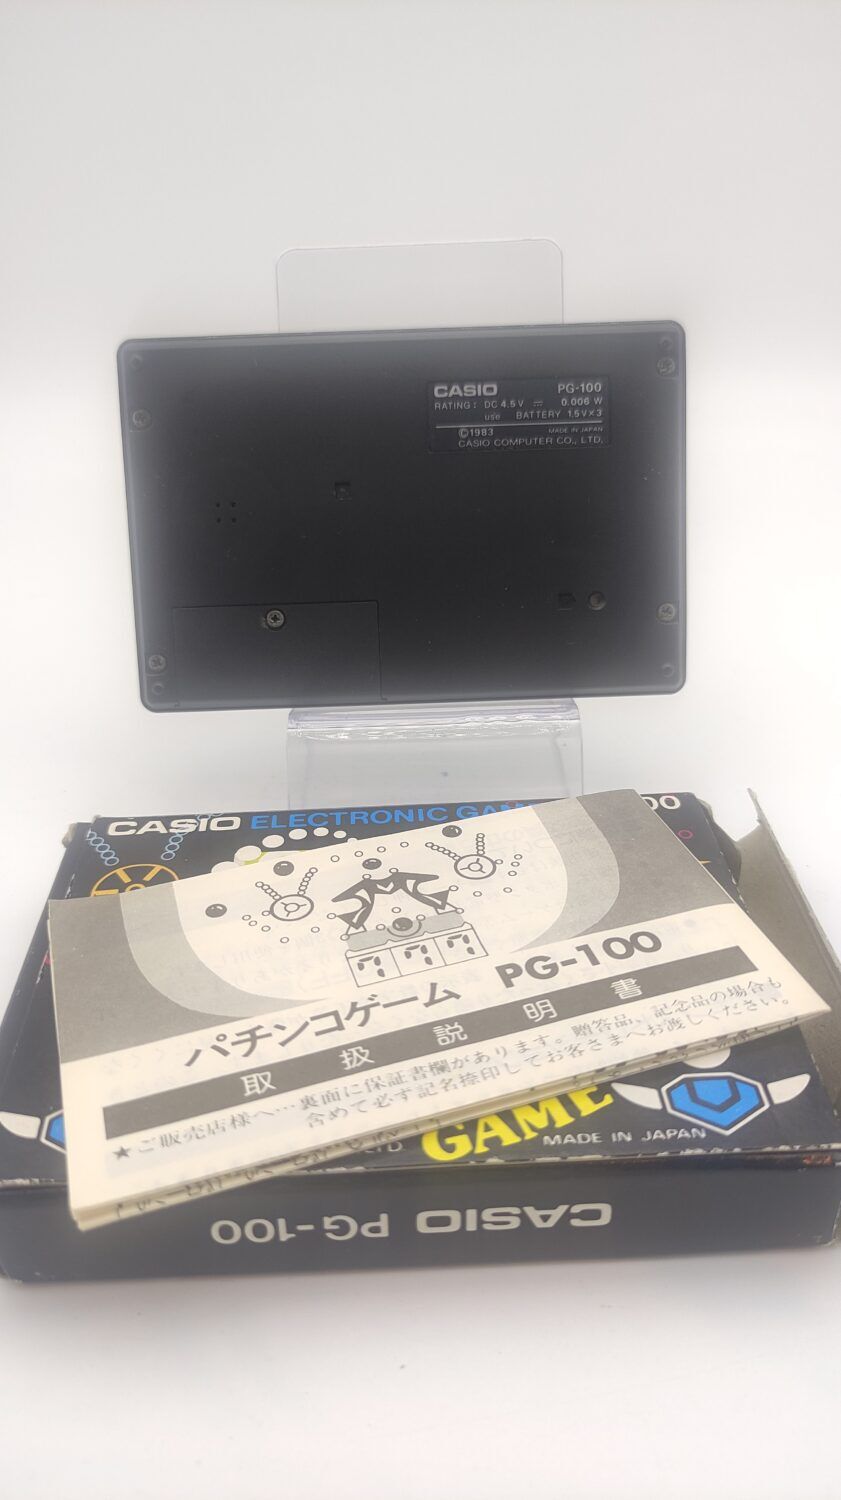 CASIO PG-100
RATING: DC 4.5V ⎓ 0.006 W
use BATTERY 1.5V×3
©1983 MADE IN JAPAN
CASIO COMPUTER CO., LTD.
CASIO ELECTRONIC GAME 00
777
パチンコゲーム PG-100
取扱説明書
★ご販売店様へ…裏面に保証書欄があります。贈答品、記念品の場合も
含めて必ず記名捺印してお客さまへお渡しください。
LTD. GAME MADE IN JAPAN
CASIO PG-100